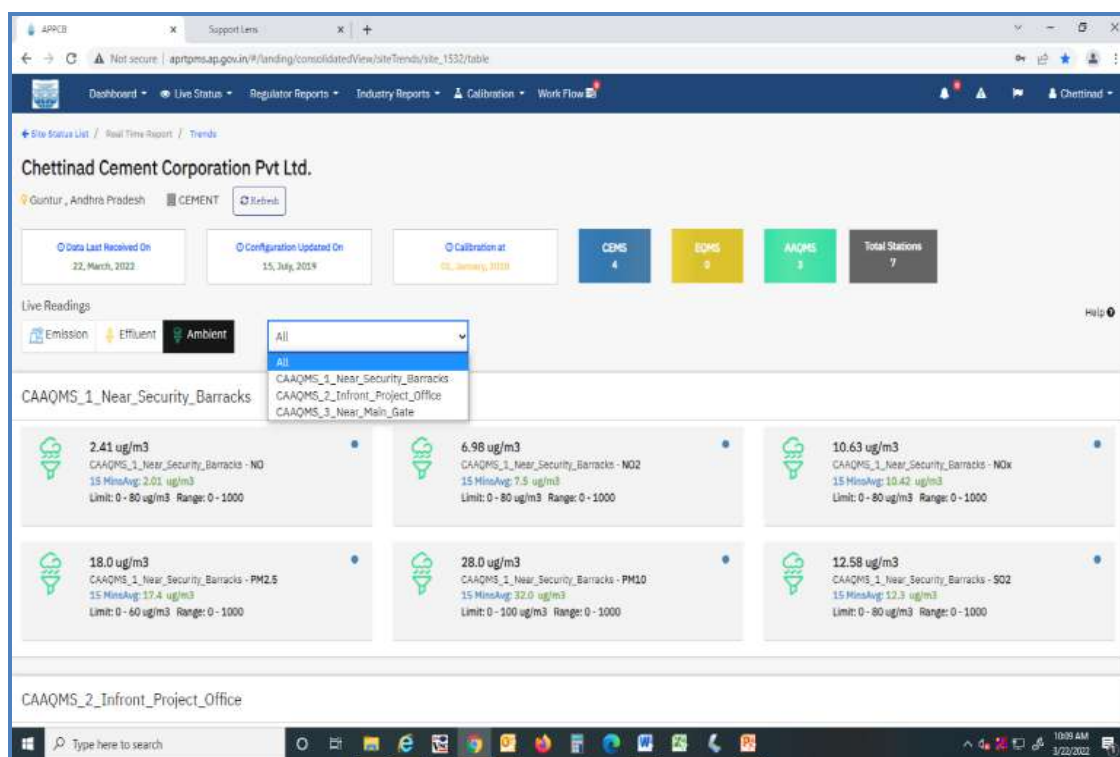 APPCB
Support Lens
Not secure | aprtpms.ap.gov.in/#/landing/consolidatedView/siteTrends/site_1532/table
Dashboard Live Status Regulator Reports Industry Reports Calibration Work Flow Chettinad
Site Status List / Real Time Report / Trends
Chettinad Cement Corporation Pvt Ltd.
Guntur , Andhra Pradesh CEMENT Refresh
Data Last Received On
22, March, 2022
Configuration Updated On
15, July, 2019
Calibration at
CEMS
4
EQMS
0
AAQMS
3
Total Stations
7
Live Readings
Help
Emission Effluent Ambient
All
All
CAAQMS_1_Near_Security_Barracks
CAAQMS_2_Infront_Project_Office
CAAQMS_3_Near_Main_Gate
CAAQMS_1_Near_Security_Barracks
2.41 ug/m3
CAAQMS_1_Near_Security_Barracks - NO
15 MinsAvg: 2.01 ug/m3
Limit: 0 - 80 ug/m3 Range: 0 - 1000
6.98 ug/m3
CAAQMS_1_Near_Security_Barracks - NO2
15 MinsAvg: 7.5 ug/m3
Limit: 0 - 80 ug/m3 Range: 0 - 1000
10.63 ug/m3
CAAQMS_1_Near_Security_Barracks - NOx
15 MinsAvg: 10.42 ug/m3
Limit: 0 - 80 ug/m3 Range: 0 - 1000
18.0 ug/m3
CAAQMS_1_Near_Security_Barracks - PM2.5
15 MinsAvg: 17.4 ug/m3
Limit: 0 - 60 ug/m3 Range: 0 - 1000
28.0 ug/m3
CAAQMS_1_Near_Security_Barracks - PM10
15 MinsAvg: 32.0 ug/m3
Limit: 0 - 100 ug/m3 Range: 0 - 1000
12.58 ug/m3
CAAQMS_1_Near_Security_Barracks - SO2
15 MinsAvg: 12.3 ug/m3
Limit: 0 - 80 ug/m3 Range: 0 - 1000
CAAQMS_2_Infront_Project_Office
Type here to search
10:09 AM
3/22/2022